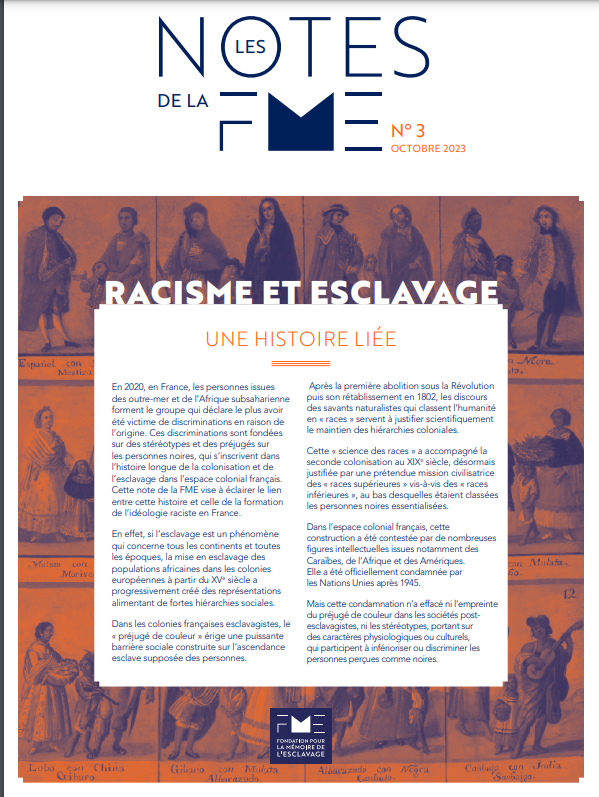 LES
NOTES
DE LA
FME
N° 3
OCTOBRE 2023
RACISME ET ESCLAVAGE
UNE HISTOIRE LIÉE
En 2020, en France, les personnes issues
des outre-mer et de l'Afrique subsaharienne
forment le groupe qui déclare le plus avoir
été victime de discriminations en raison de
l'origine. Ces discriminations sont fondées
sur des stéréotypes et des préjugés sur
les personnes noires, qui s'inscrivent dans
l'histoire longue de la colonisation et de
l'esclavage dans l'espace colonial français.
Cette note de la FME vise à éclairer le lien
entre cette histoire et celle de la formation
de l'idéologie raciste en France.
En effet, si l'esclavage est un phénomène
qui concerne tous les continents et toutes
les époques, la mise en esclavage des
populations africaines dans les colonies
européennes à partir du XVᵉ siècle a
progressivement créé des représentations
alimentant de fortes hiérarchies sociales.
Dans les colonies françaises esclavagistes, le
« préjugé de couleur » érige une puissante
barrière sociale construite sur l'ascendance
esclave supposée des personnes.
Après la première abolition sous la Révolution
puis son rétablissement en 1802, les discours
des savants naturalistes qui classent l'humanité
en « races » servent à justifier scientifiquement
le maintien des hiérarchies coloniales.
Cette « science des races » a accompagné la
seconde colonisation au XIXᵉ siècle, désormais
justifiée par une prétendue mission civilisatrice
des « races supérieures » vis-à-vis des « races
inférieures », au bas desquelles étaient classées
les personnes noires essentialisées.
Dans l'espace colonial français, cette
construction a été contestée par de nombreuses
figures intellectuelles issues notamment des
Caraïbes, de l'Afrique et des Amériques.
Elle a été officiellement condamnée par
les Nations Unies après 1945.
Mais cette condamnation n'a effacé ni l'empreinte
du préjugé de couleur dans les sociétés post-
esclavagistes, ni les stéréotypes, portant sur
des caractères physiologiques ou culturels,
qui participent à inférioriser ou discriminer les
personnes perçues comme noires.
Español con
Mestiza
Negra
Mulato con
Mulata
12
Lobo con China
Gibaro con Mulata
Albarazado con Negra
Cambujo con India
FME
FONDATION POUR
LA MÉMOIRE DE
L'ESCLAVAGE